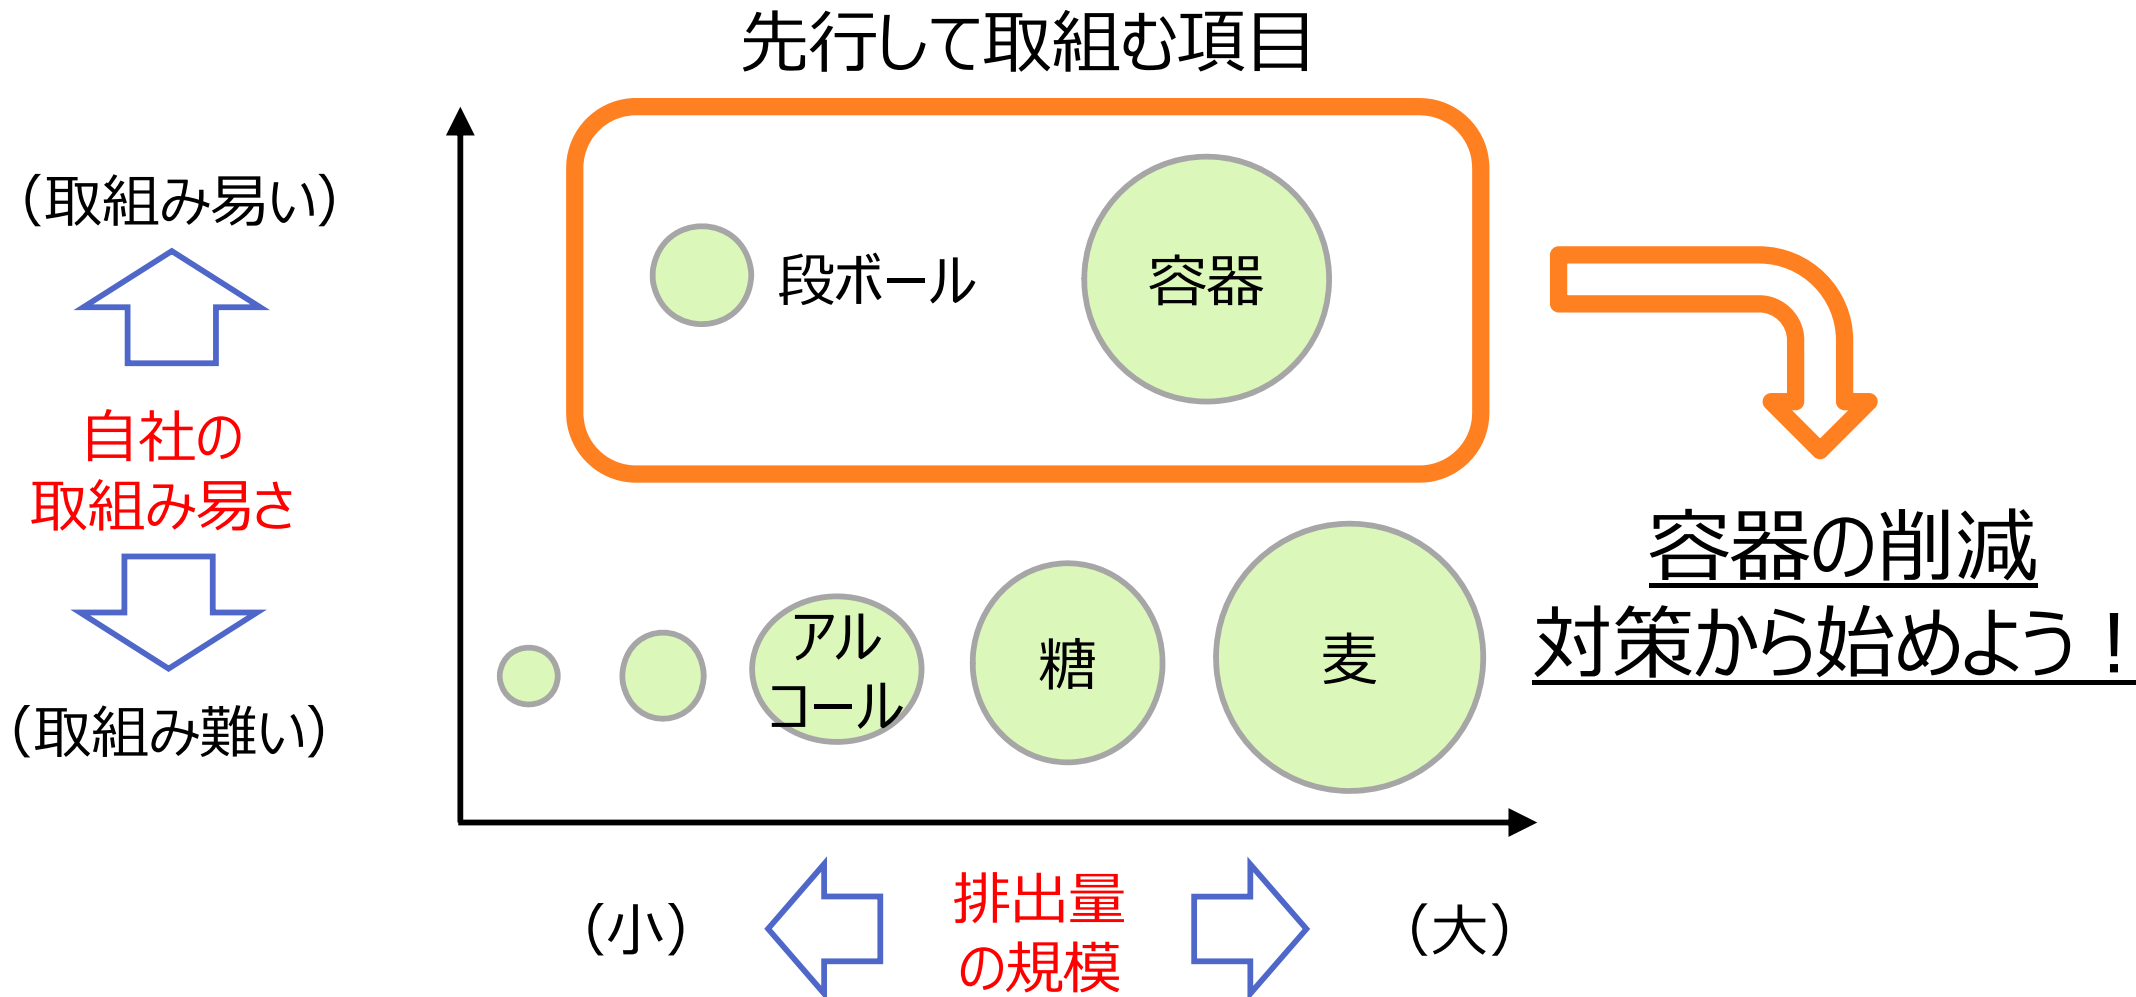 先行して取組む項目
（取組み易い）
段ボール
容器
自社の
取組み易さ
容器の削減
対策から始めよう！
アル
コール
糖
麦
（取組み難い）
（小）
排出量
の規模
（大）